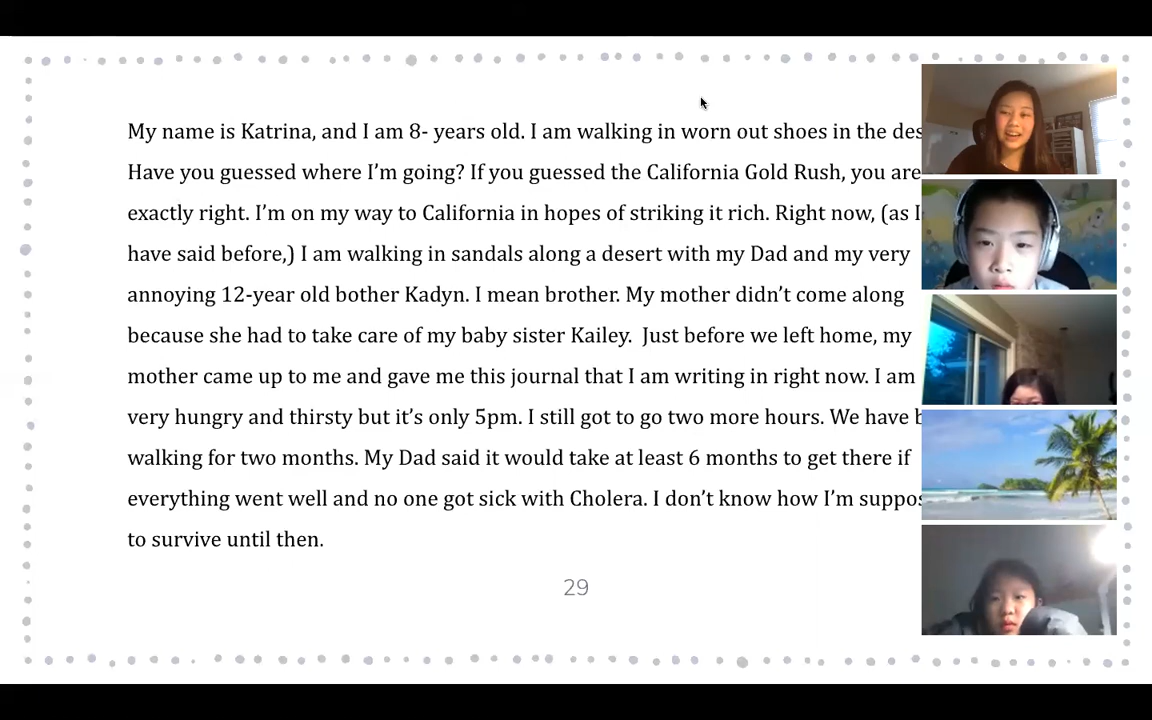 My name is Katrina, and I am 8- years old. I am walking in worn out shoes in the
Have you guessed where I'm going? If you guessed the California Gold Rush, you are
exactly right. I'm on my way to California in hopes of striking it rich. Right now, (as I
have said before,) I am walking in sandals along a desert with my Dad and my very
annoying 12-year old bother Kadyn. I mean brother. My mother didn't come along
because she had to take care of my baby sister Kailey.  Just before we left home, my
mother came up to me and gave me this journal that I am writing in right now. I am
very hungry and thirsty but it's only 5pm. I still got to go two more hours. We have
walking for two months. My Dad said it would take at least 6 months to get there if
everything went well and no one got sick with Cholera. I don't know how I'm
to survive until then.
29